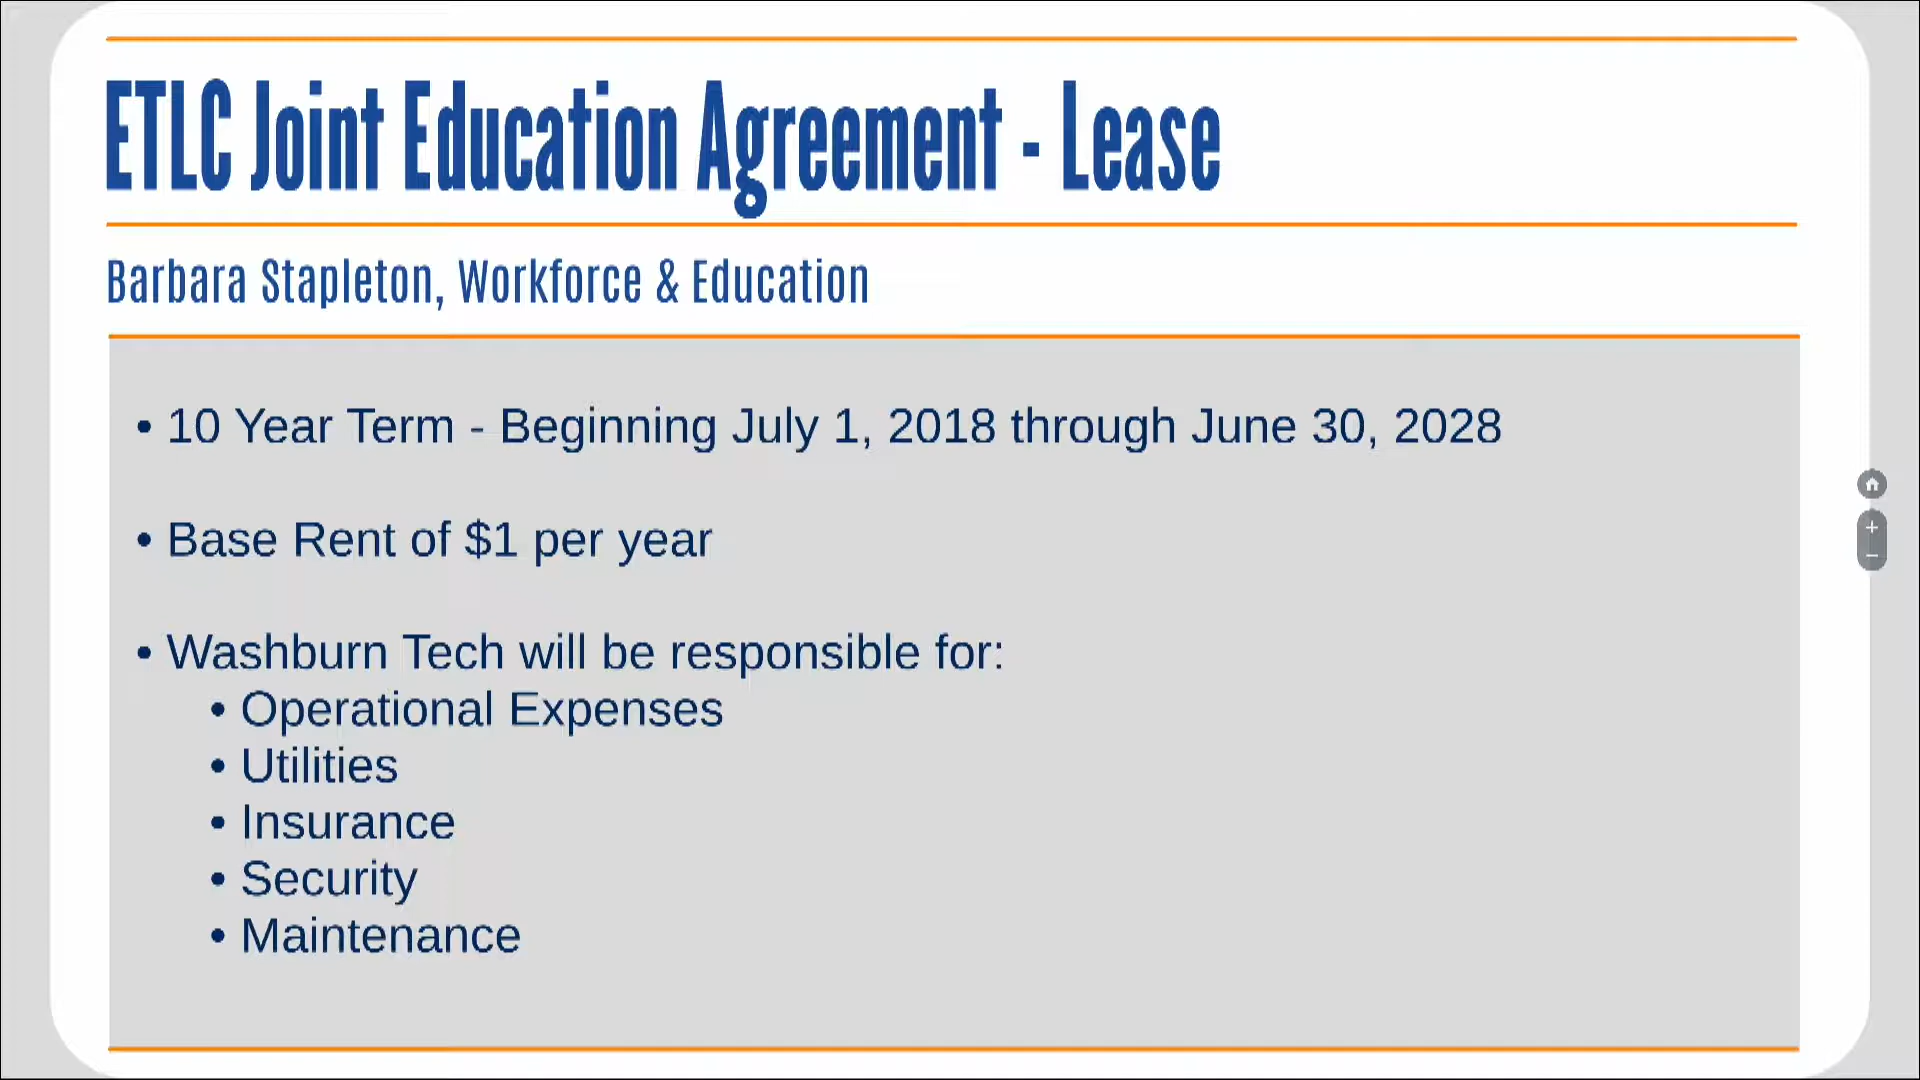 ETLC Joint Education Agreement - Lease
Barbara Stapleton, Workforce & Education
• 10 Year Term - Beginning July 1, 2018 through June 30, 2028
• Base Rent of $1 per year
• Washburn Tech will be responsible for:
• Operational Expenses
• Utilities
• Insurance
• Security
• Maintenance